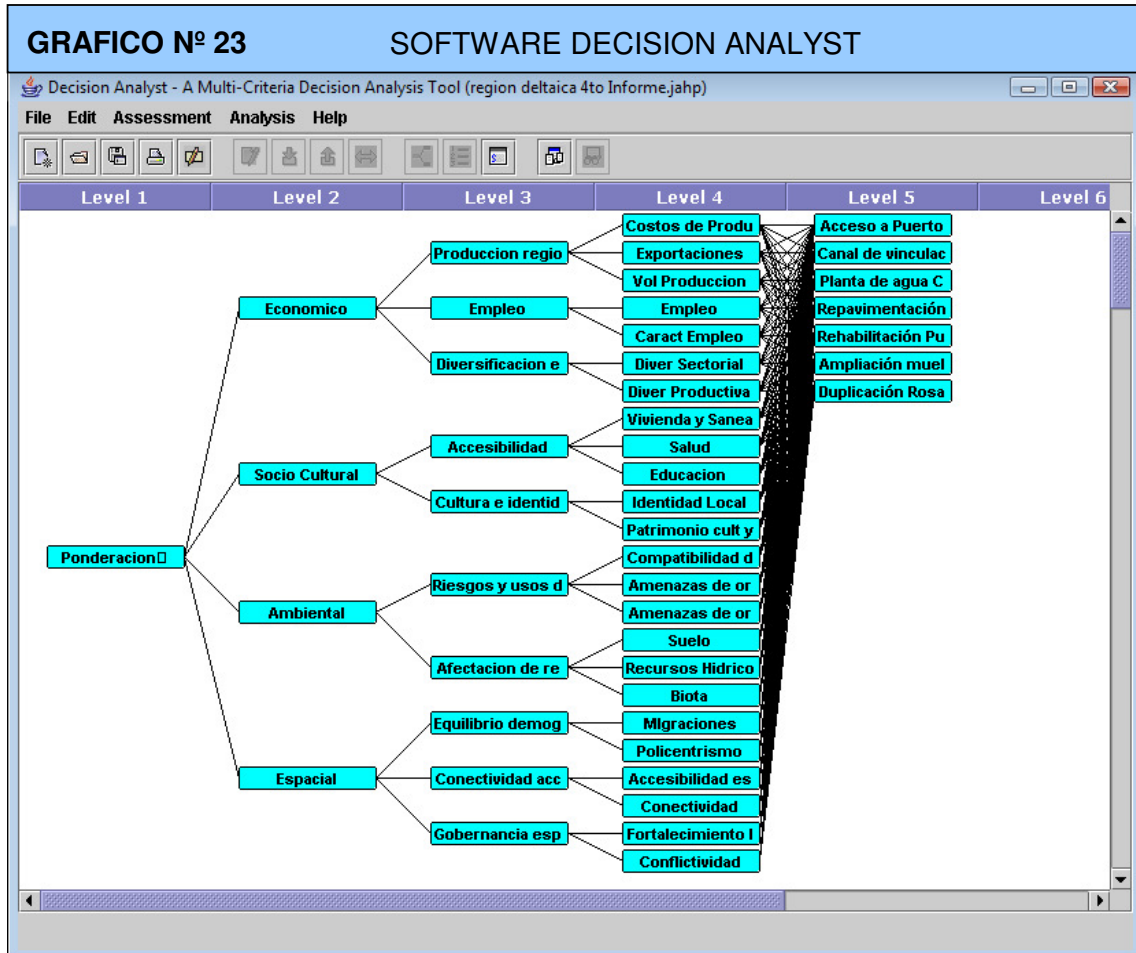 GRAFICO Nº 23 SOFTWARE DECISION ANALYST
Decision Analyst - A Multi-Criteria Decision Analysis Tool (region deltaica 4to Informe.jahp)
File Edit Assessment Analysis Help
Level 1 Level 2 Level 3 Level 4 Level 5 Level 6
Ponderacion
Economico
Socio Cultural
Ambiental
Espacial
Produccion regio
Empleo
Diversificacion e
Accesibilidad
Cultura e identid
Riesgos y usos d
Afectacion de re
Equilibrio demog
Conectividad acc
Gobernancia esp
Costos de Produ
Exportaciones
Vol Produccion
Empleo
Caract Empleo
Diver Sectorial
Diver Productiva
Vivienda y Sanea
Salud
Educacion
Identidad Local
Patrimonio cult y
Compatibilidad d
Amenazas de or
Amenazas de or
Suelo
Recursos Hidrico
Biota
MIgraciones
Policentrismo
Accesibilidad es
Conectividad
Fortalecimiento I
Conflictividad
Acceso a Puerto
Canal de vinculac
Planta de agua C
Repavimentación
Rehabilitación Pu
Ampliación muel
Duplicación Rosa